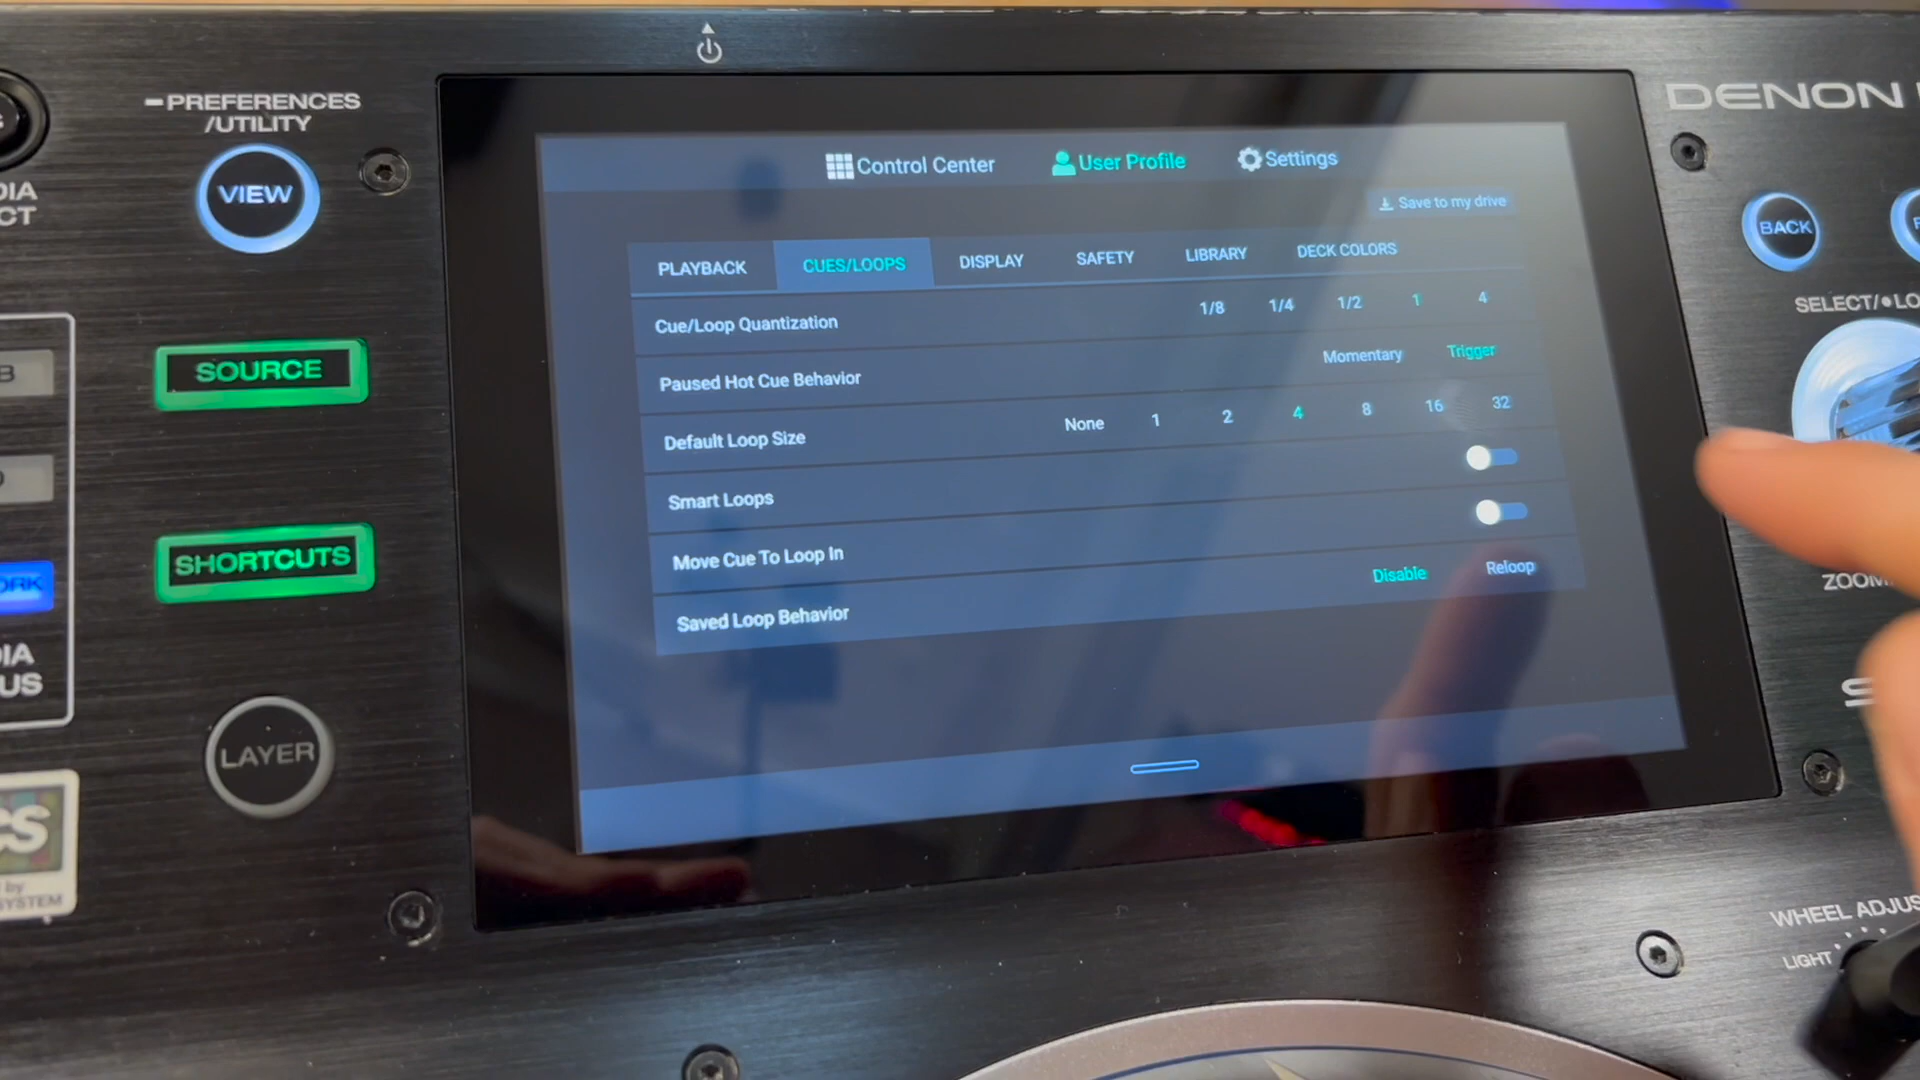 PREFERENCES
/UTILITY
VIEW
SOURCE
SHORTCUTS
LAYER
Control Center
User Profile
Settings
Save to my drive
PLAYBACK
CUES/LOOPS
DISPLAY
SAFETY
LIBRARY
DECK COLORS
Cue/Loop Quantization
1/8 1/4 1/2 1 4
Paused Hot Cue Behavior
Momentary Trigger
Default Loop Size
None 1 2 4 8 16 32
Smart Loops
Move Cue To Loop In
Saved Loop Behavior
Disable Reloop
DENON
BACK
SELECT/
WHEEL
LIGHT
by